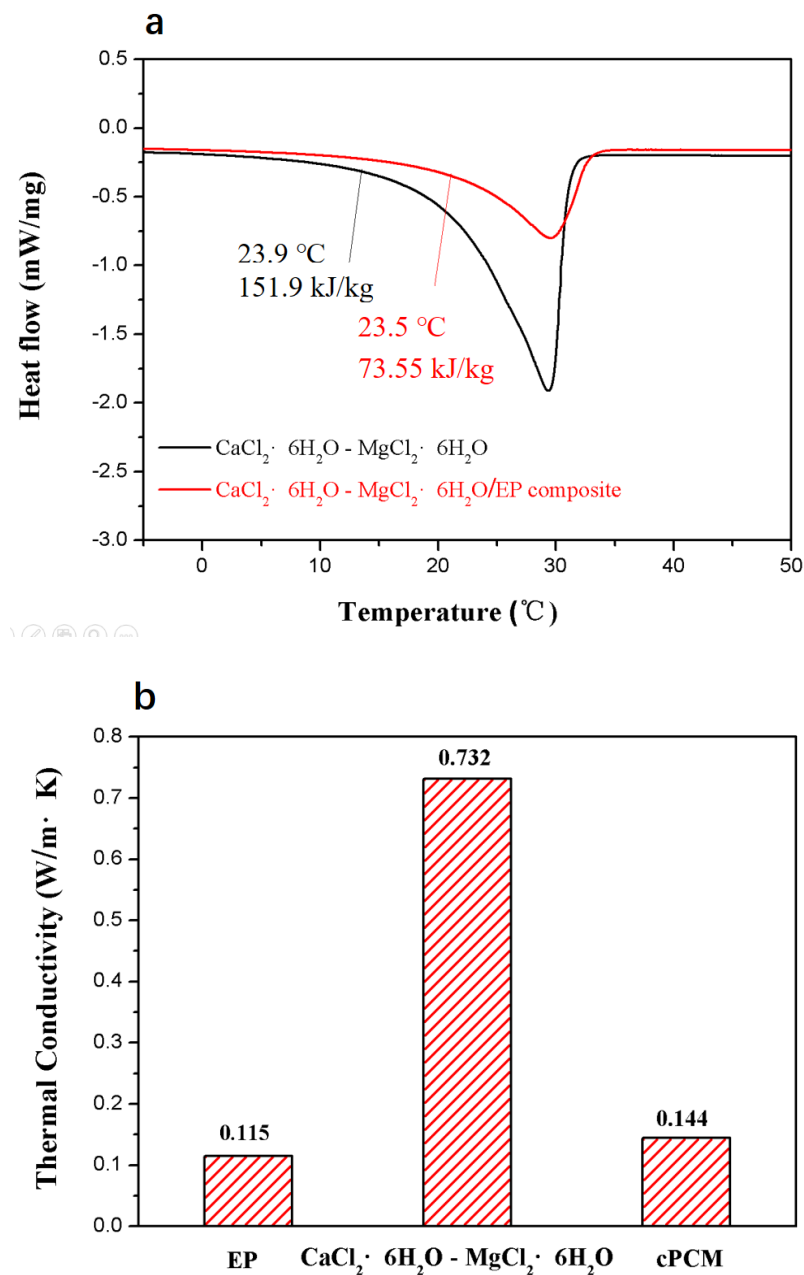 a
0.5
0.0
-0.5
-1.0
-1.5
-2.0
-2.5
-3.0
Heat flow (mW/mg)
23.9 °C
151.9 kJ/kg
23.5 °C
73.55 kJ/kg
CaCl₂· 6H₂O - MgCl₂· 6H₂O
CaCl₂· 6H₂O - MgCl₂· 6H₂O/EP composite
0 10 20 30 40 50
Temperature (℃)
b
0.8
0.7
0.6
0.5
0.4
0.3
0.2
0.1
0.0
Thermal Conductivity (W/m· K)
0.115
0.732
0.144
EP CaCl₂· 6H₂O - MgCl₂· 6H₂O cPCM